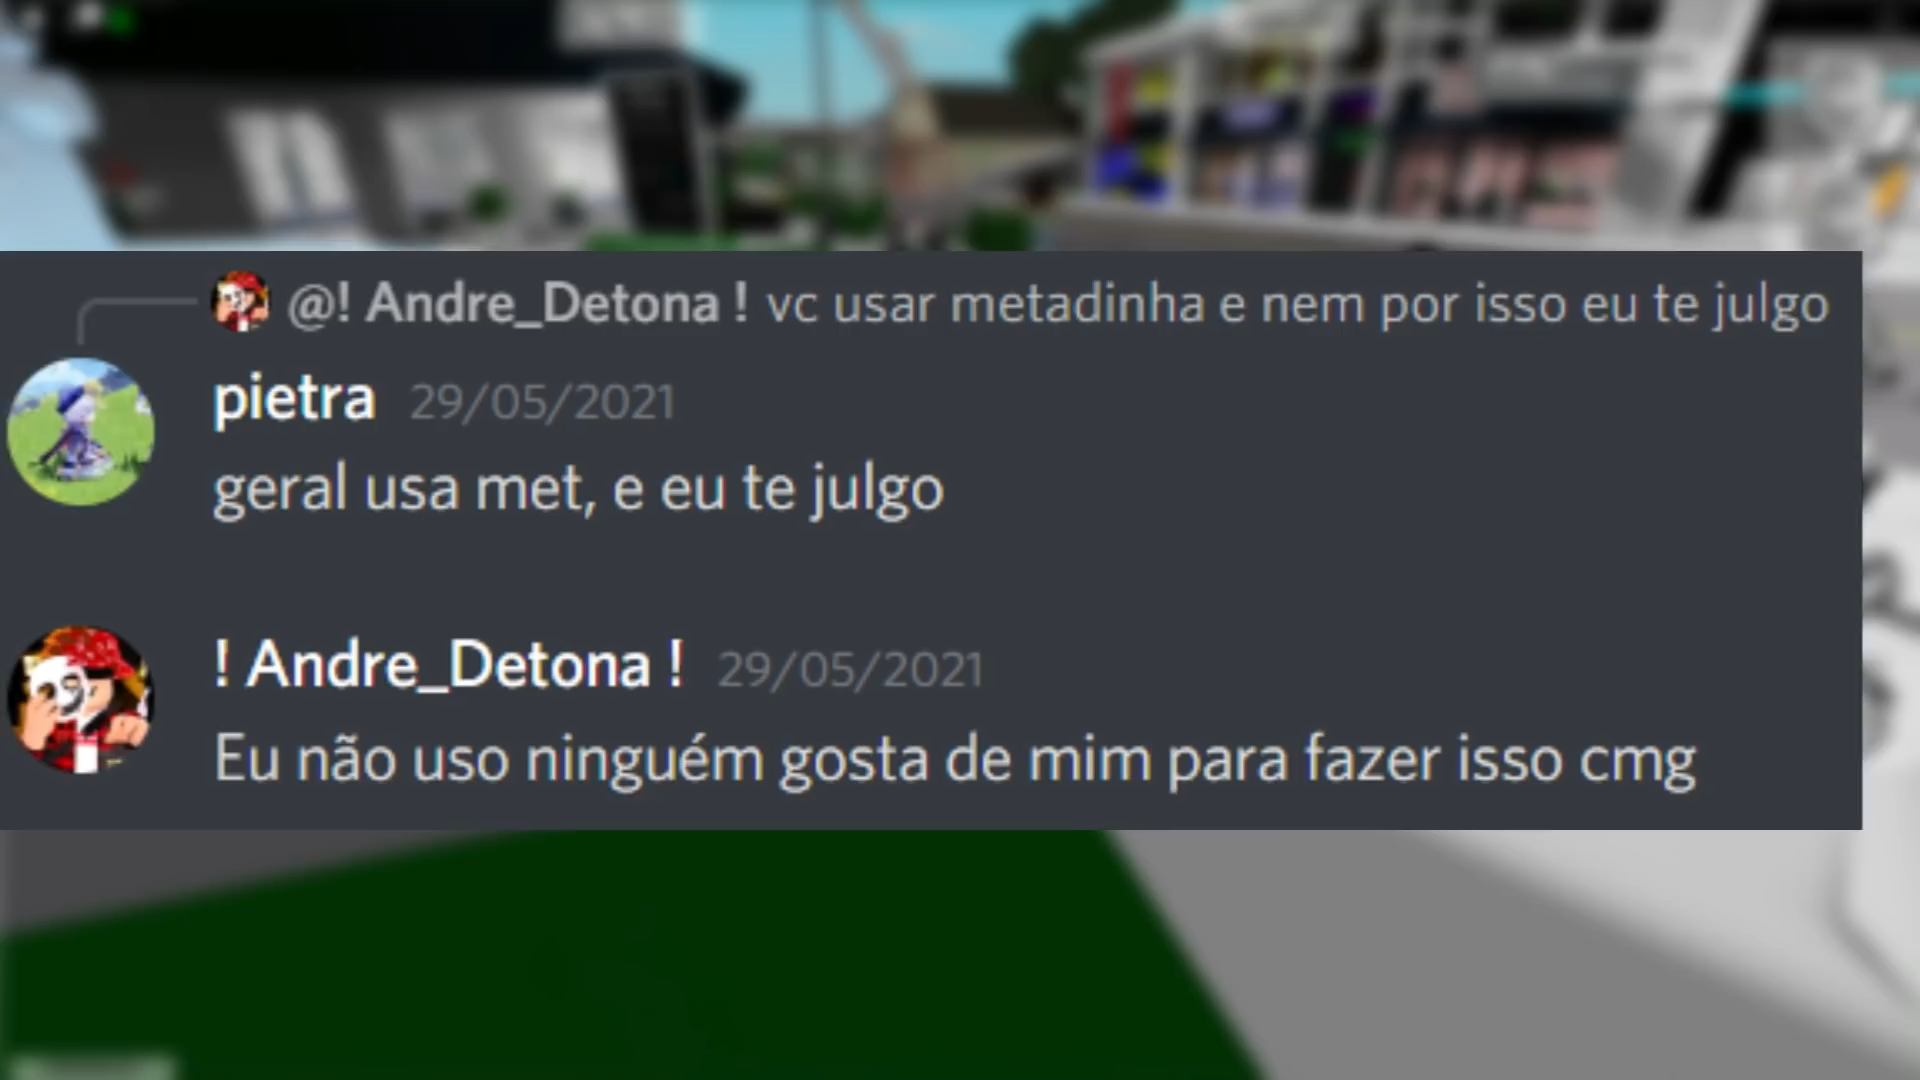 @! Andre_Detona ! vc usar metadinha e nem por isso eu te julgo
pietra 29/05/2021
geral usa met, e eu te julgo
! Andre_Detona ! 29/05/2021
Eu não uso ninguém gosta de mim para fazer isso cmg